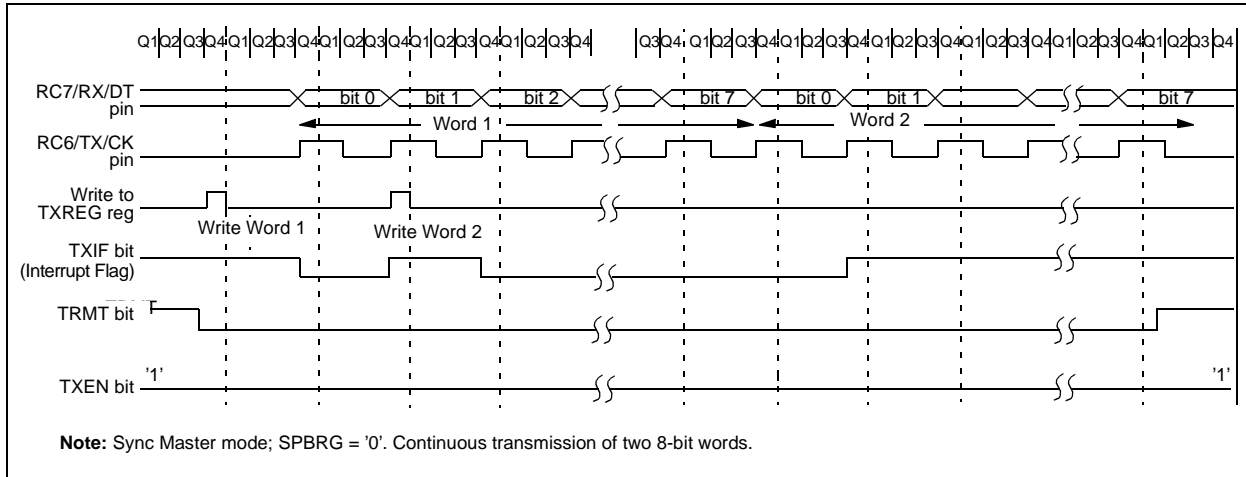 Q1 Q2 Q3 Q4 Q1 Q2 Q3 Q4 Q1 Q2 Q3 Q4 Q1 Q2 Q3 Q4 Q1 Q2 Q3 Q4 Q3 Q4 Q1 Q2 Q3 Q4 Q1 Q2 Q3 Q4 Q1 Q2 Q3 Q4 Q1 Q2 Q3 Q4 Q1 Q2 Q3 Q4 Q1 Q2 Q3 Q4
RC7/RX/DT
pin
bit 0 bit 1 bit 2 bit 7 bit 0 bit 1 bit 7
Word 1 Word 2
RC6/TX/CK
pin
Write to
TXREG reg
Write Word 1 Write Word 2
TXIF bit
(Interrupt Flag)
TRMT bit
TXEN bit '1' '1'
Note: Sync Master mode; SPBRG = '0'. Continuous transmission of two 8-bit words.